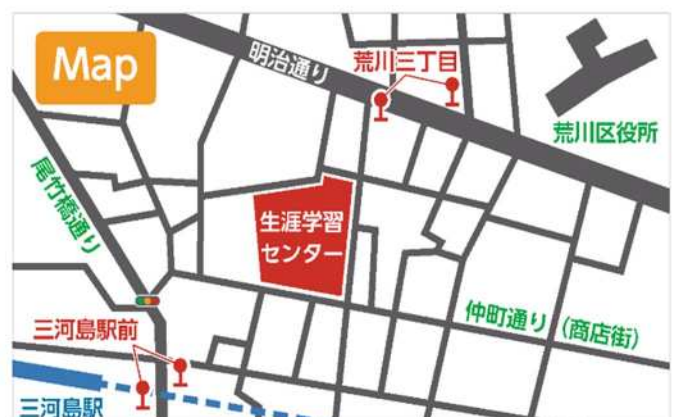 Map
明治通り
荒川三丁目
荒川区役所
尾竹橋通り
生涯学習
センター
仲町通り(商店街)
三河島駅前
三河島駅